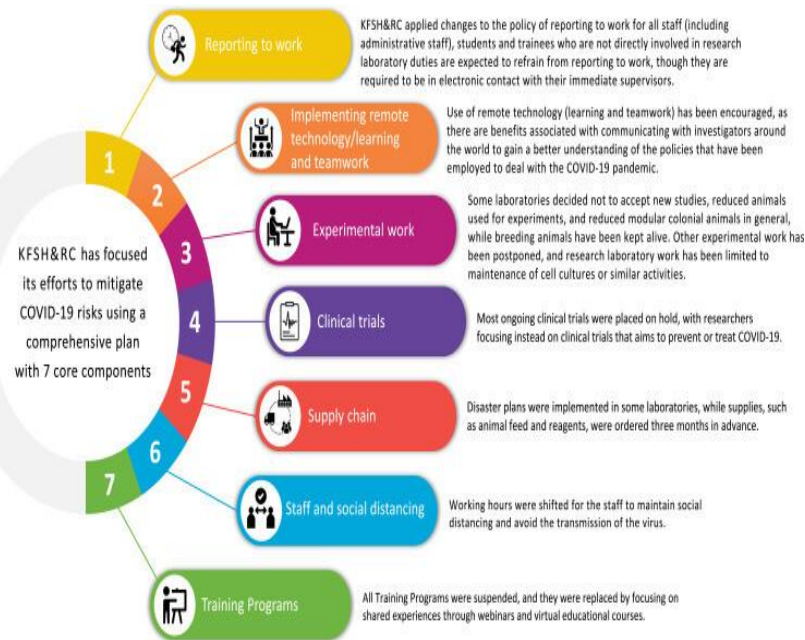 KFSH&RC has focused
its efforts to mitigate
COVID-19 risks using a
comprehensive plan
with 7 core components
1
Reporting to work
KFSH&RC applied changes to the policy of reporting to work for all staff (including
administrative staff), students and trainees who are not directly involved in research
laboratory duties are expected to refrain from reporting to work, though they are
required to be in electronic contact with their immediate supervisors.
2
Implementing remote
technology/learning
and teamwork
Use of remote technology (learning and teamwork) has been encouraged, as
there are benefits associated with communicating with investigators around
the world to gain a better understanding of the policies that have been
employed to deal with the COVID-19 pandemic.
3
Experimental work
Some laboratories decided not to accept new studies, reduced animals
used for experiments, and reduced modular colonial animals in general,
while breeding animals have been kept alive. Other experimental work has
been postponed, and research laboratory work has been limited to
maintenance of cell cultures or similar activities.
4
Clinical trials
Most ongoing clinical trials were placed on hold, with researchers
focusing instead on clinical trials that aims to prevent or treat COVID-19.
5
Supply chain
Disaster plans were implemented in some laboratories, while supplies, such
as animal feed and reagents, were ordered three months in advance.
6
Staff and social distancing
Working hours were shifted for the staff to maintain social
distancing and avoid the transmission of the virus.
7
Training Programs
All Training Programs were suspended, and they were replaced by focusing on
shared experiences through webinars and virtual educational courses.